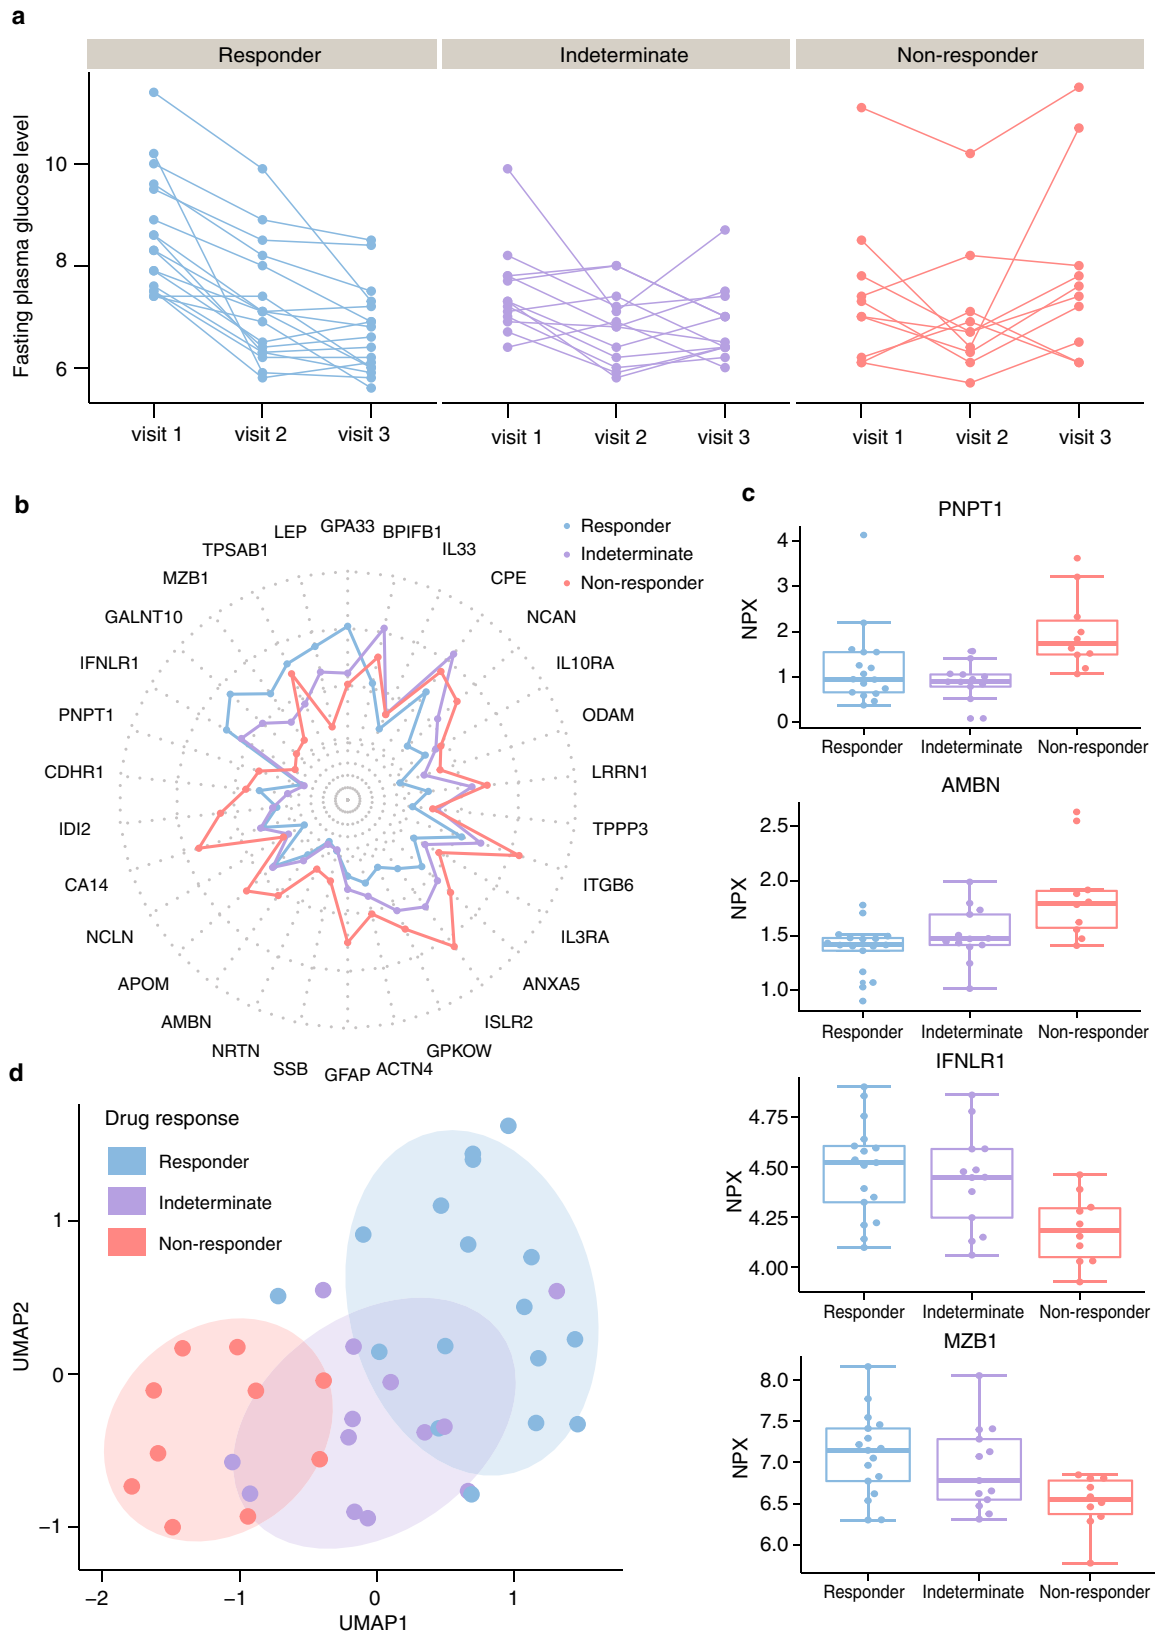 a
Responder Indeterminate Non-responder
Fasting plasma glucose level
10
8
6
visit 1 visit 2 visit 3 visit 1 visit 2 visit 3 visit 1 visit 2 visit 3
b
GPA33
BPIFB1
IL33
CPE
NCAN
IL10RA
ODAM
LRRN1
TPPP3
ITGB6
IL3RA
ANXA5
ISLR2
GPKOW
ACTN4
GFAP
SSB
NRTN
AMBN
APOM
NCLN
CA14
IDI2
CDHR1
PNPT1
IFNLR1
GALNT10
MZB1
TPSAB1
LEP
Responder
Indeterminate
Non-responder
c
PNPT1
NPX
4
3
2
1
0
Responder Indeterminate Non-responder
AMBN
NPX
2.5
2.0
1.5
1.0
Responder Indeterminate Non-responder
IFNLR1
NPX
4.75
4.50
4.25
4.00
Responder Indeterminate Non-responder
MZB1
NPX
8.0
7.5
7.0
6.5
6.0
Responder Indeterminate Non-responder
d
Drug response
Responder
Indeterminate
Non-responder
UMAP2
1
0
−1
−2 −1 0 1
UMAP1